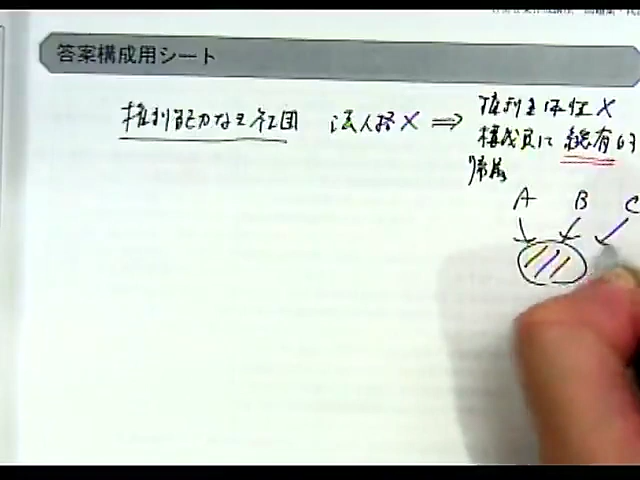 答案構成用シート
権利能力なき社団 法人格× ⇒ 権利主体性×
構成員に総有的
帰属
A B C